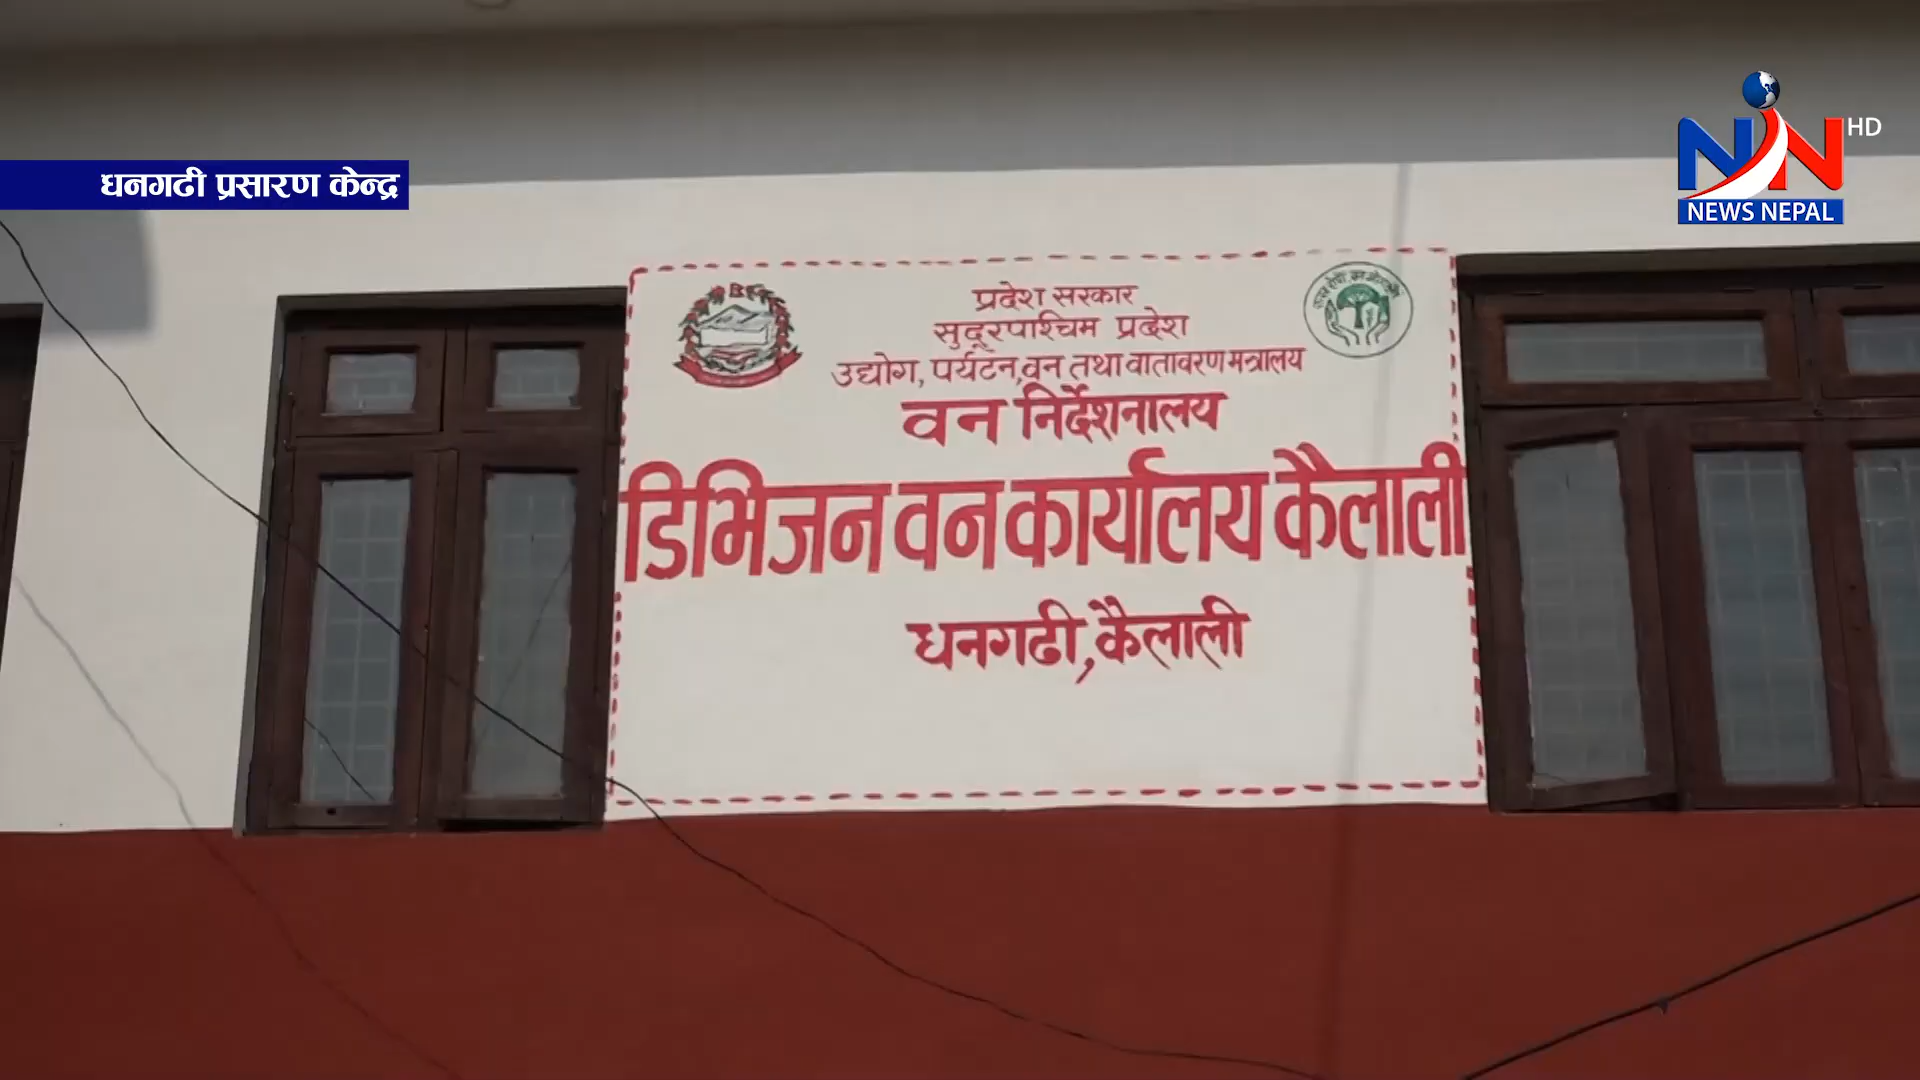 धनगढी प्रसारण केन्द्र
HD
NEWS NEPAL
प्रदेश सरकार
सुदूरपाश्चिम प्रदेश
उद्योग, पर्यटन, वन तथा वातावरण मन्त्रालय
वन निर्देशनालय
डिभिजन वन कार्यालय कैलाली
धनगढी, कैलाली